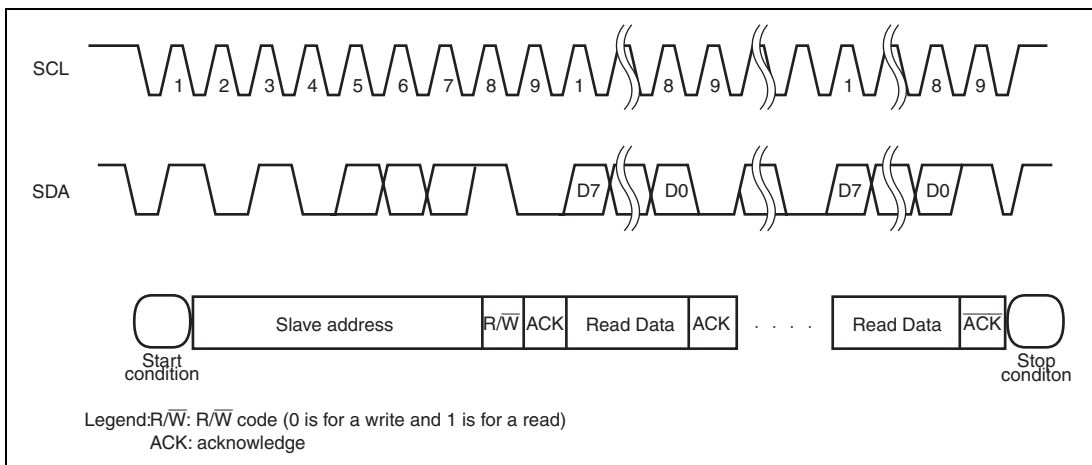 SCL
1 2 3 4 5 6 7 8 9 1 8 9 1 8 9
SDA
D7 D0 D7 D0
Slave address R/W̅ ACK Read Data ACK . . . . Read Data A̅C̅K̅
Start
condition
Stop
conditon
Legend:R/W̅: R/W̅ code (0 is for a write and 1 is for a read)
ACK: acknowledge